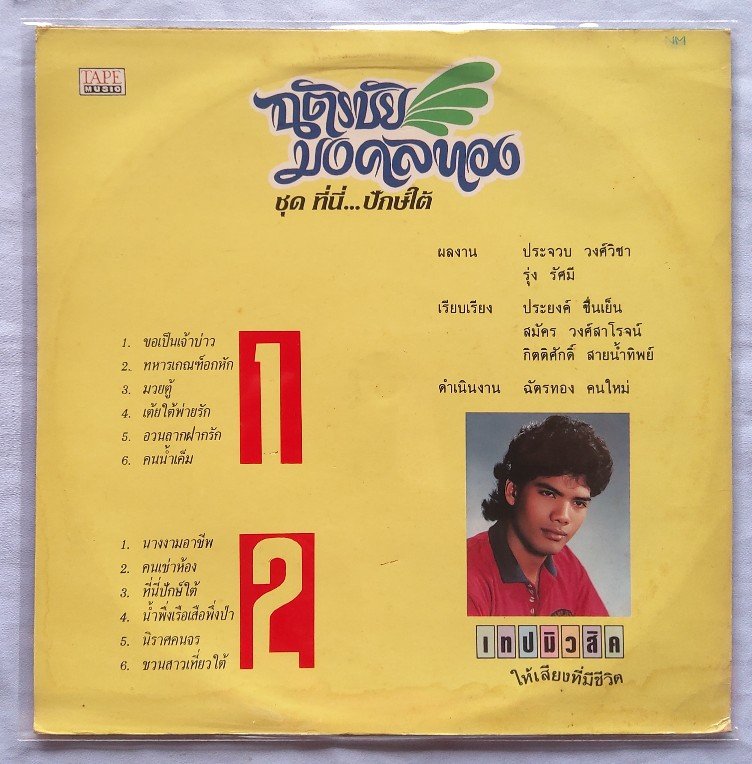 NM
TAPE
MUSIC
ฉัตรชัย
มงคลทอง
ชุด ที่นี่...ปักษ์ใต้
ผลงาน ประจวบ วงศ์วิชา
รุ่ง รัศมี
เรียบเรียง ประยงค์ ชื่นเย็น
สมัคร วงศ์สาโรจน์
กิตติศักดิ์ สายน้ำทิพย์
ดำเนินงาน ฉัตรทอง คนใหม่
1
1. ขอเป็นเจ้าบ่าว
2. ทหารเกณฑ์อกหัก
3. มวยตู้
4. เต้ยใต้พ่ายรัก
5. อวนลากฝากรัก
6. คนน้ำเค็ม
2
1. นางงามอาชีพ
2. คนเช่าห้อง
3. ที่นี่ปักษ์ใต้
4. น้ำพึ่งเรือเสือพึ่งป่า
5. นิราศคนจร
6. ชวนสาวเที่ยวใต้
เทปมิวสิค
ให้เสียงที่มีชีวิต